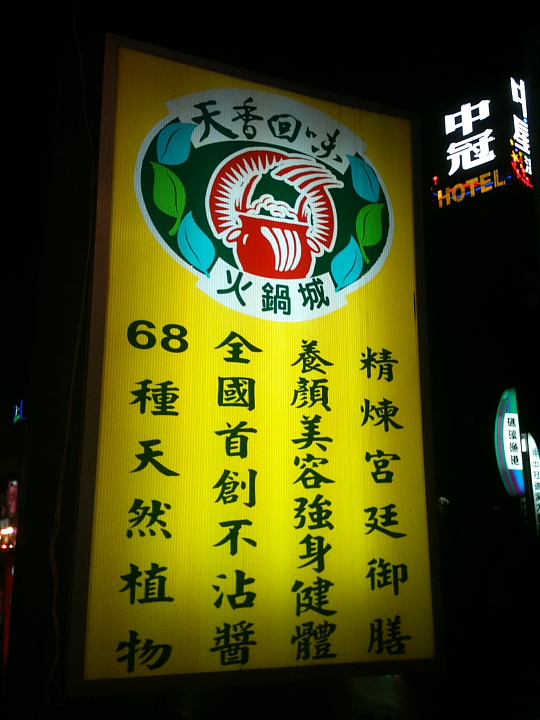 天香回味
火鍋城
精煉宮廷御膳
養顏美容強身健體
全國首創不沾醬
68種天然植物
中冠
HOTEL